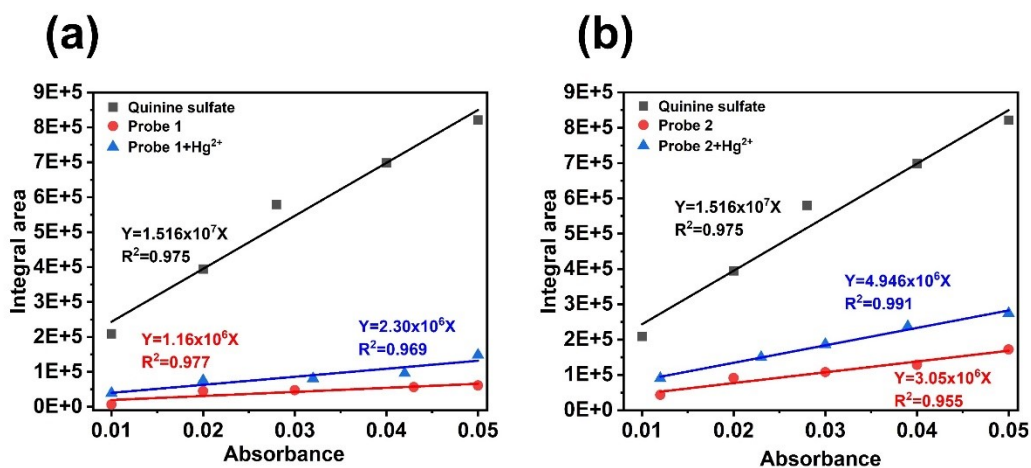 (a)
9E+5
8E+5
7E+5
6E+5
5E+5
4E+5
3E+5
2E+5
1E+5
0E+0
Integral area
Quinine sulfate
Probe 1
Probe 1+Hg²⁺
Y=1.516x10⁷X
R²=0.975
Y=1.16x10⁶X
R²=0.977
Y=2.30x10⁶X
R²=0.969
0.01 0.02 0.03 0.04 0.05
Absorbance
(b)
9E+5
8E+5
7E+5
6E+5
5E+5
4E+5
3E+5
2E+5
1E+5
0E+0
Integral area
Quinine sulfate
Probe 2
Probe 2+Hg²⁺
Y=1.516x10⁷X
R²=0.975
Y=4.946x10⁶X
R²=0.991
Y=3.05x10⁶X
R²=0.955
0.01 0.02 0.03 0.04 0.05
Absorbance